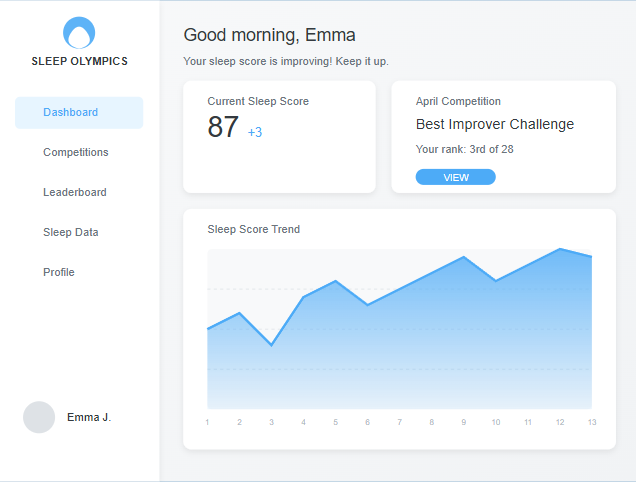 SLEEP OLYMPICS
Dashboard
Competitions
Leaderboard
Sleep Data
Profile
Emma J.
Good morning, Emma
Your sleep score is improving! Keep it up.
Current Sleep Score
87 +3
April Competition
Best Improver Challenge
Your rank: 3rd of 28
VIEW
Sleep Score Trend
1 2 3 4 5 6 7 8 9 10 11 12 13